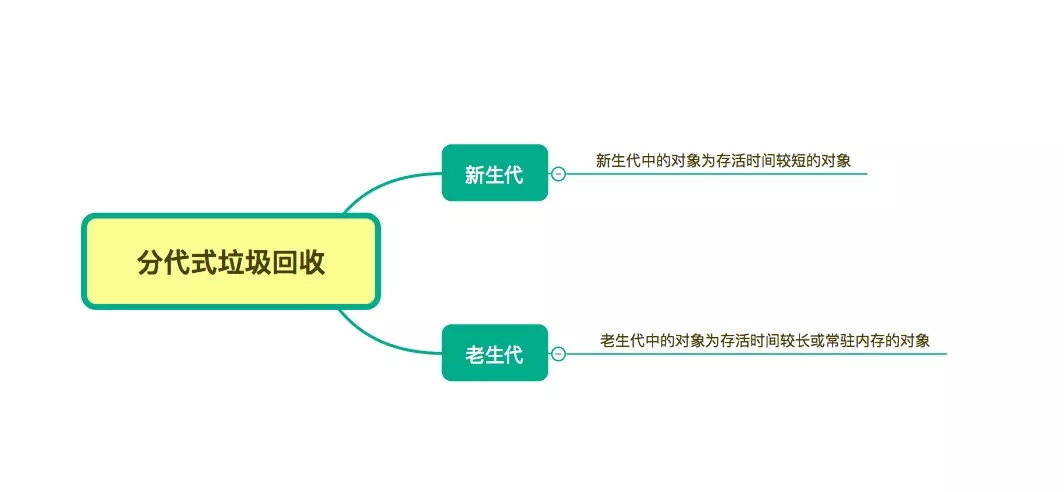 分代式垃圾回收
新生代
新生代中的对象为存活时间较短的对象
老生代
老生代中的对象为存活时间较长或常驻内存的对象